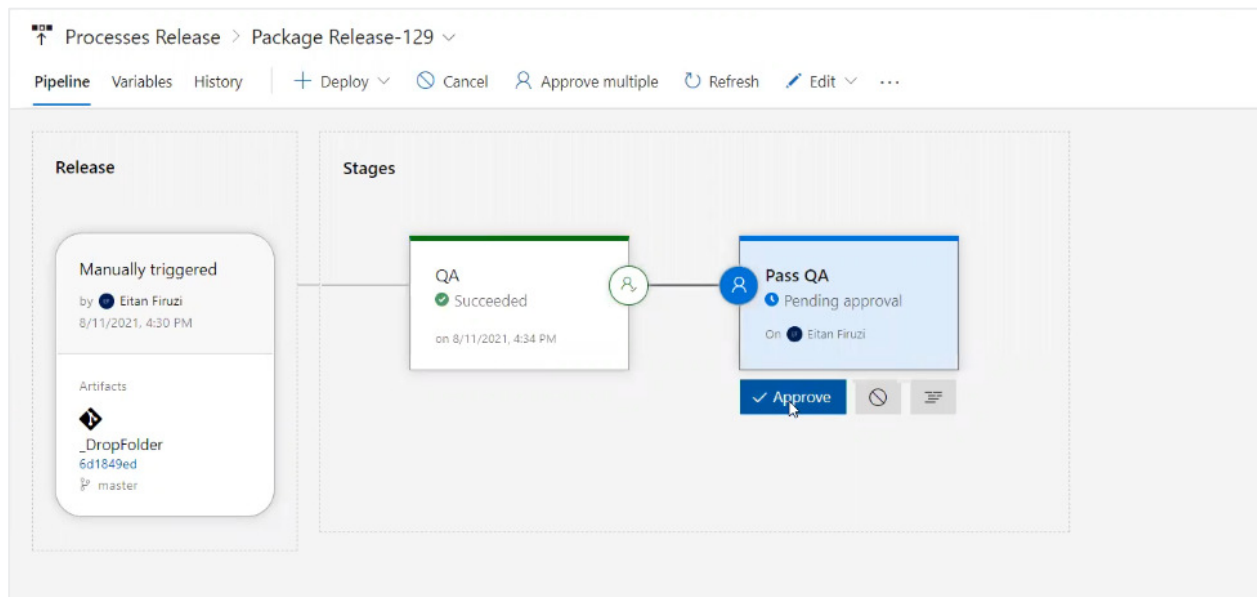 Processes Release > Package Release-129
Pipeline Variables History Deploy Cancel Approve multiple Refresh Edit ...
Release
Manually triggered
by Eitan Firuzi
8/11/2021, 4:30 PM
Artifacts
_DropFolder
6d1849ed
master
Stages
QA
Succeeded
on 8/11/2021, 4:34 PM
Pass QA
Pending approval
On Eitan Firuzi
Approve